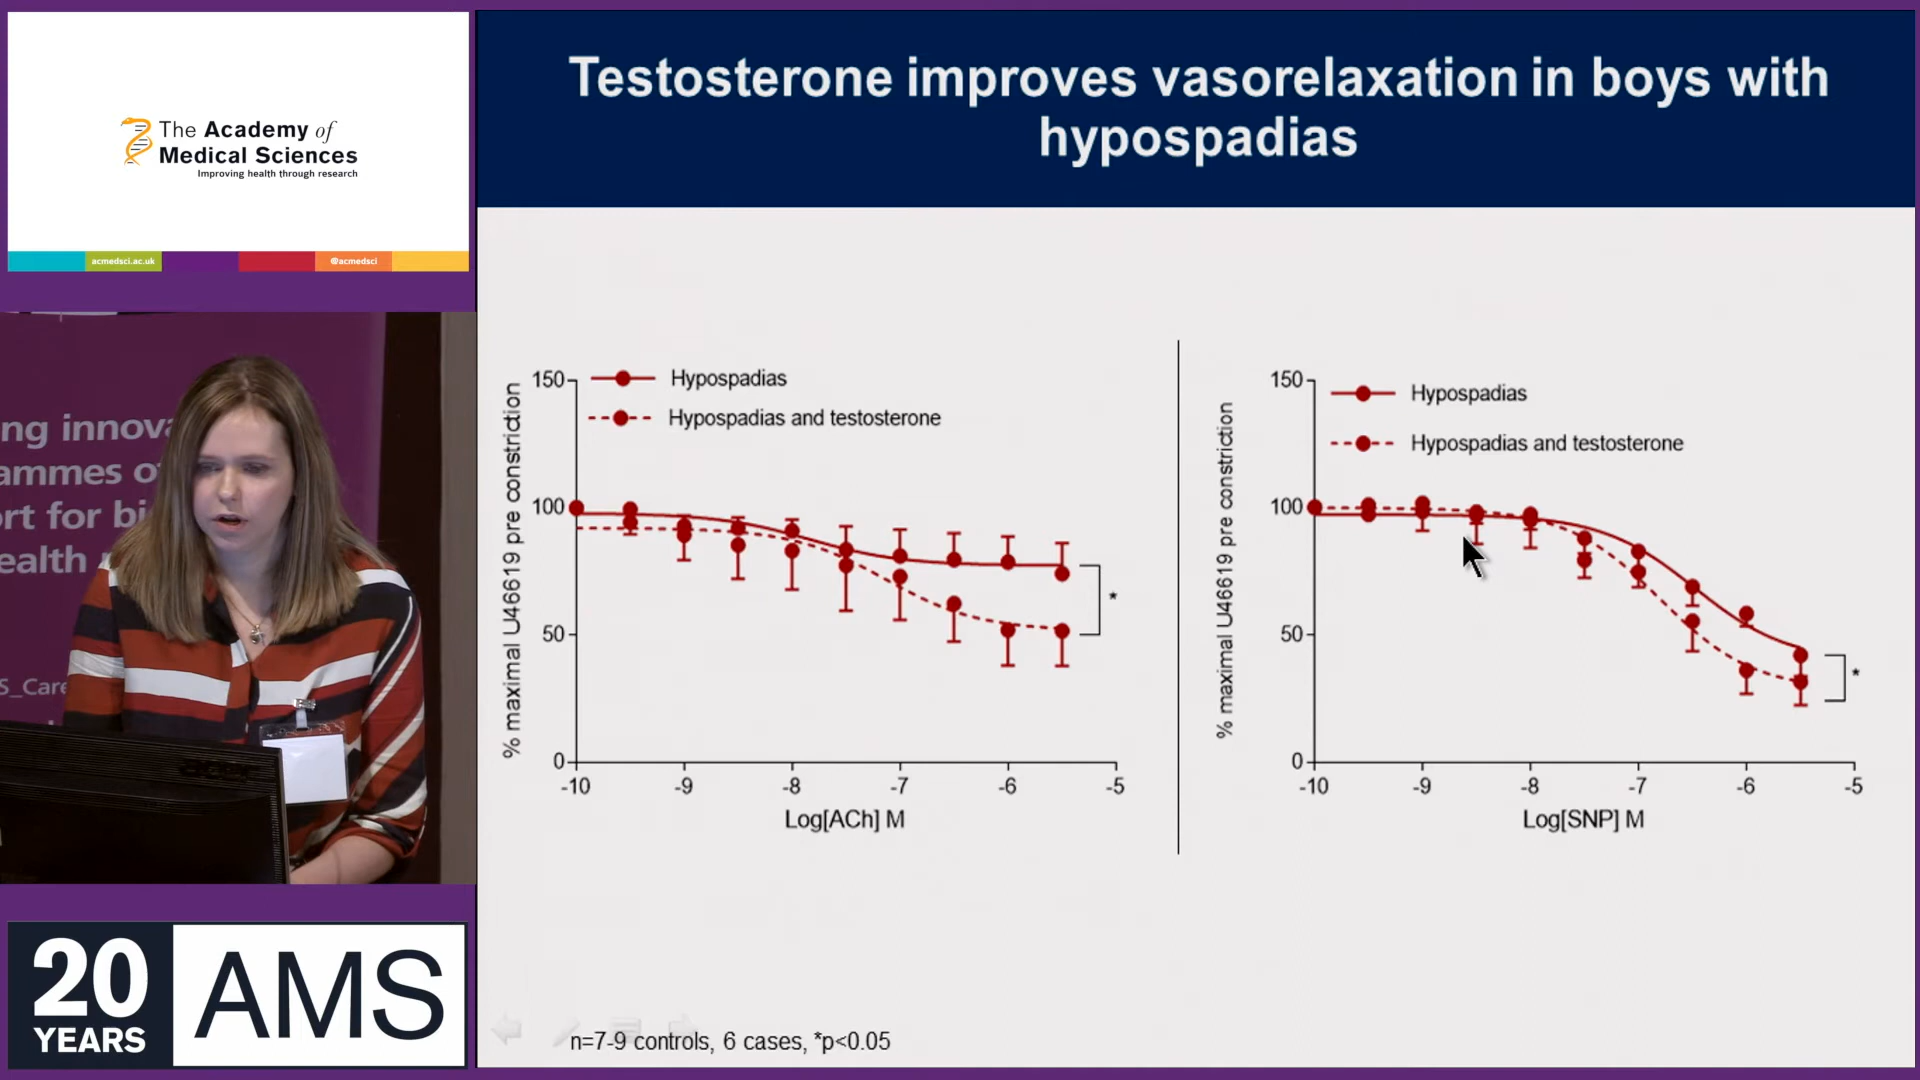 The Academy of
Medical Sciences
Improving health through research
acmedsci.ac.uk
@acmedsci
ng innova
ammes o
ort for bi
ealth
S_Care
acer
20
YEARS
AMS
Testosterone improves vasorelaxation in boys with
hypospadias
% maximal U46619 pre constriction
150
100
50
0
Hypospadias
Hypospadias and testosterone
*
-10
-9
-8
-7
-6
-5
Log[ACh] M
% maximal U46619 pre constriction
150
100
50
0
Hypospadias
Hypospadias and testosterone
*
-10
-9
-8
-7
-6
-5
Log[SNP] M
n=7-9 controls, 6 cases, *p<0.05